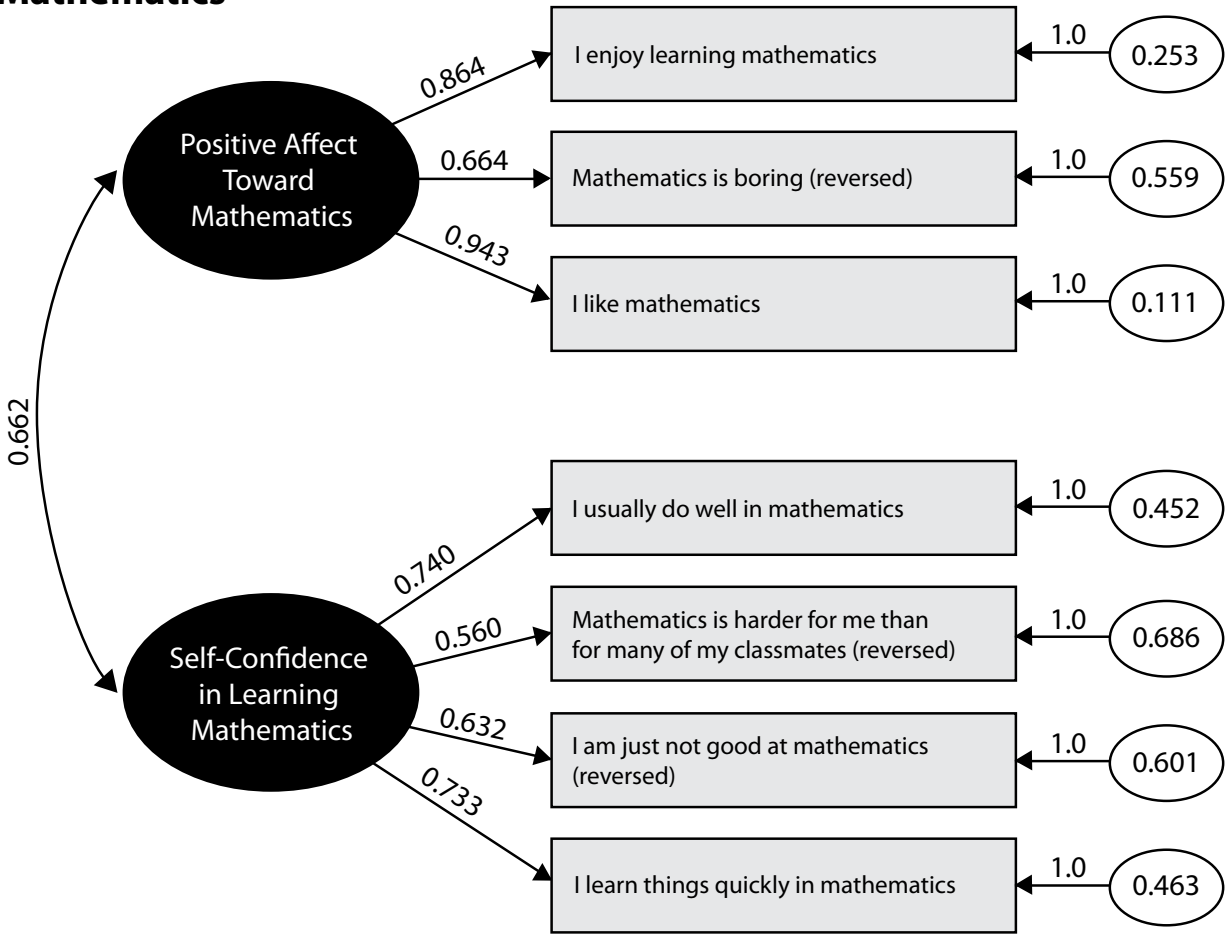 Mathematics
I enjoy learning mathematics
1.0
0.253
0.864
Positive Affect
Toward
Mathematics
0.664
Mathematics is boring (reversed)
1.0
0.559
0.943
I like mathematics
1.0
0.111
0.662
I usually do well in mathematics
1.0
0.452
0.740
Self-Confidence
in Learning
Mathematics
0.560
Mathematics is harder for me than
for many of my classmates (reversed)
1.0
0.686
0.632
I am just not good at mathematics
(reversed)
1.0
0.601
0.733
I learn things quickly in mathematics
1.0
0.463